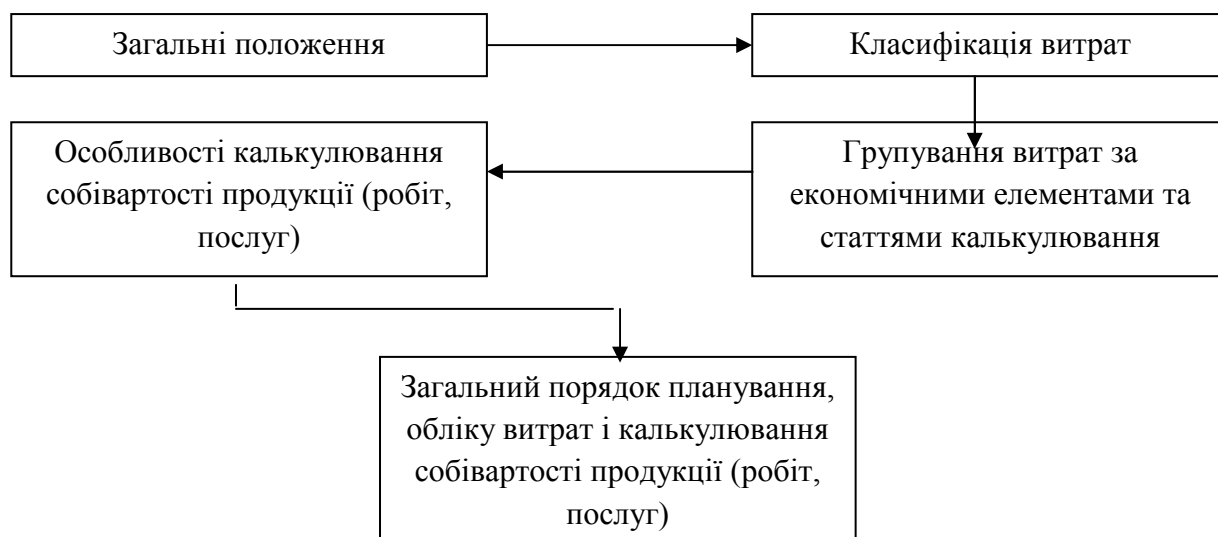 Загальні положення
Класифікація витрат
Особливості калькулювання
собівартості продукції (робіт,
послуг)
Групування витрат за
економічними елементами та
статтями калькулювання
Загальний порядок планування,
обліку витрат і калькулювання
собівартості продукції (робіт,
послуг)